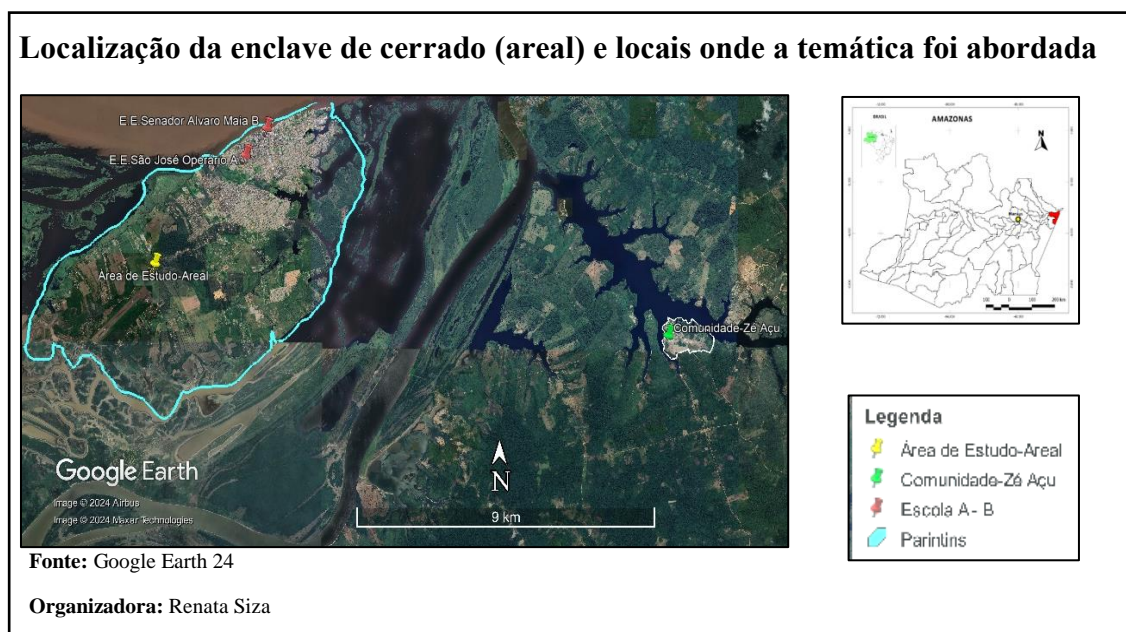 Localização da enclave de cerrado (areal) e locais onde a temática foi abordada
E.E.Senador Alvaro Maia B
E.E.São José Operário A
Área de Estudo-Areal
Comunidade-Zé Açu
Google Earth
Image © 2024 Airbus
Image © 2024 Maxar Technologies
N
9 km
BRASIL
AMAZONAS
N
Legenda
Área de Estudo-Areal
Comunidade-Zé Açu
Escola A - B
Parintins
Fonte: Google Earth 24
Organizadora: Renata Siza